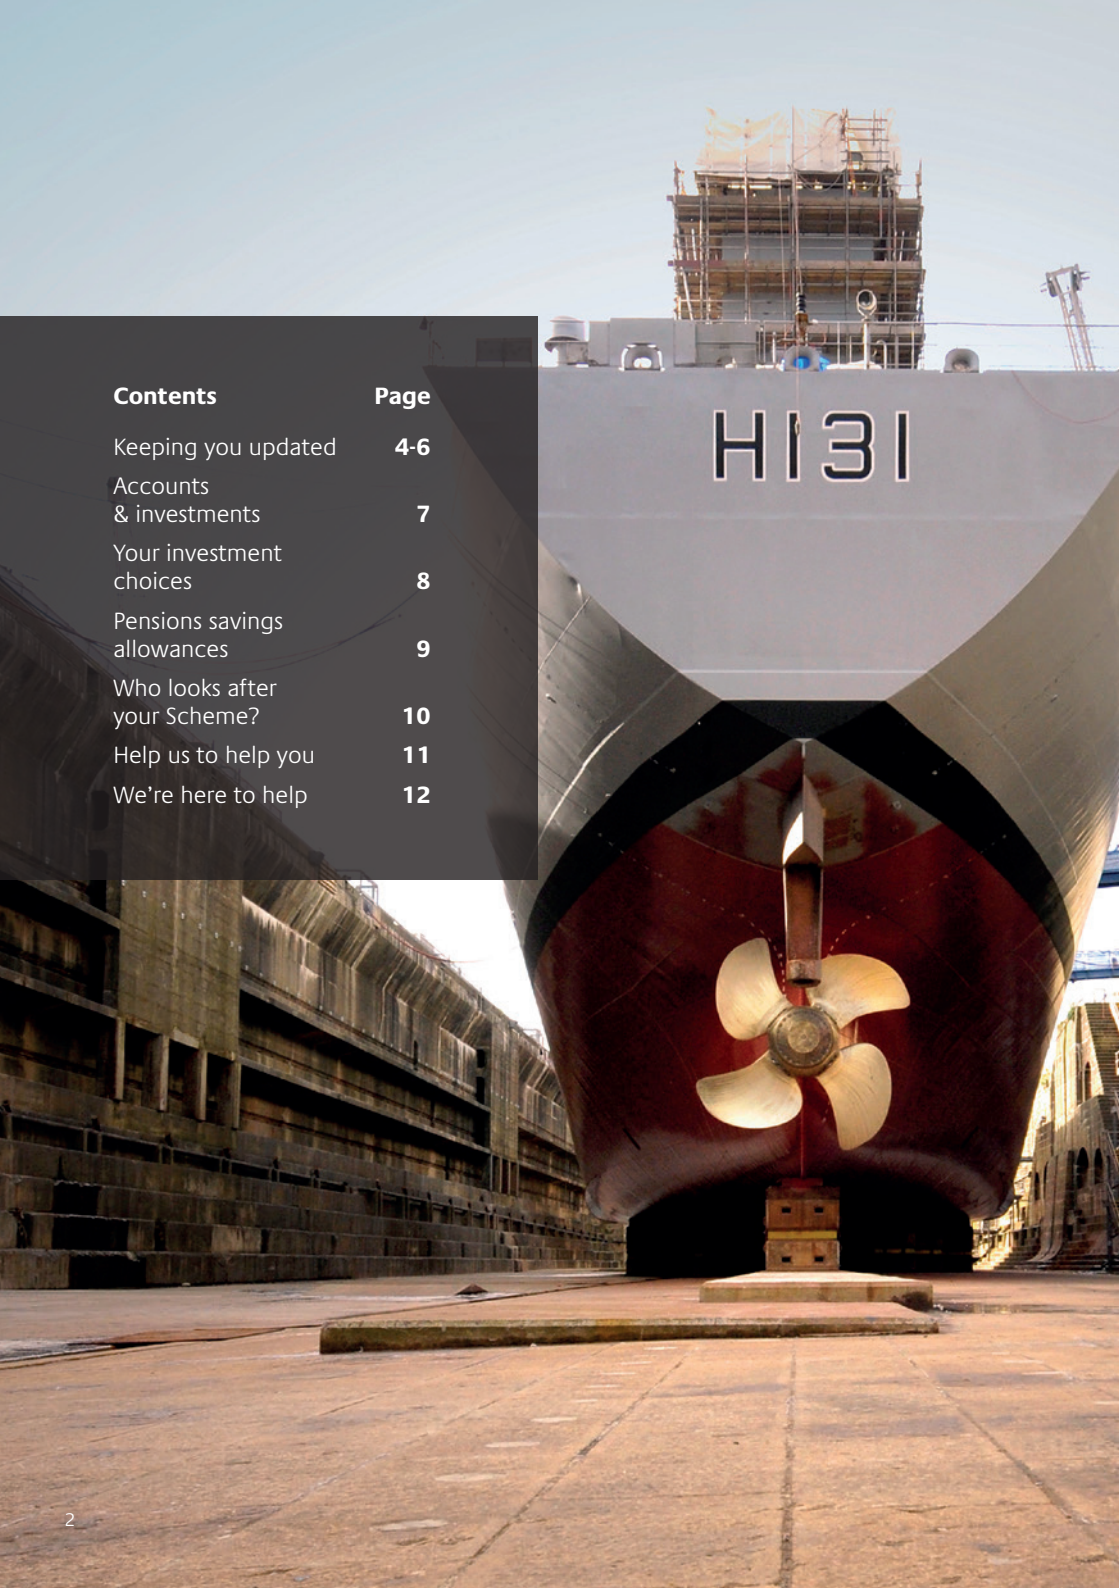 Contents Page
Keeping you updated 4-6
Accounts
& investments 7
Your investment
choices 8
Pensions savings
allowances 9
Who looks after
your Scheme? 10
Help us to help you 11
We’re here to help 12
H131
2